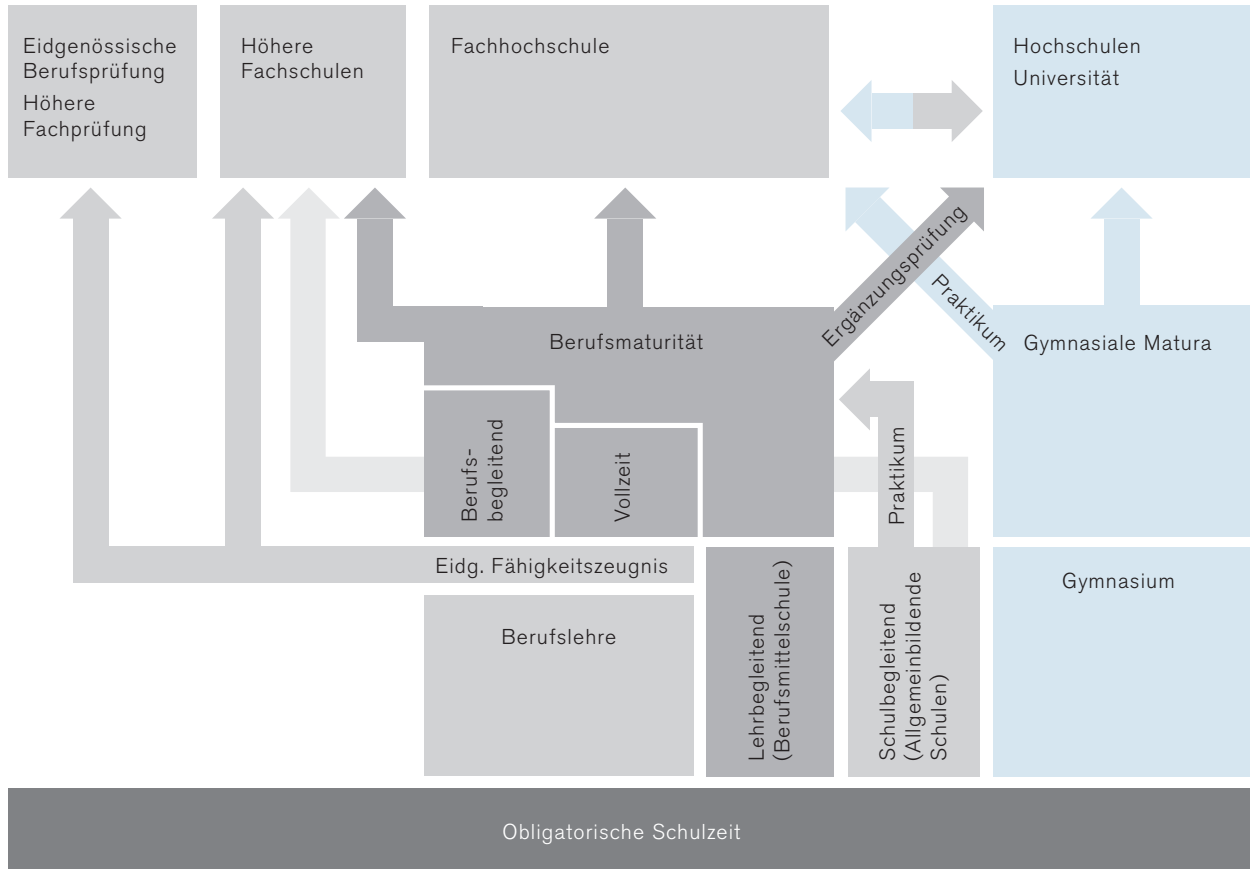 Eidgenössische
Berufsprüfung
Höhere
Fachprüfung
Höhere
Fachschulen
Fachhochschule
Hochschulen
Universität
Ergänzungsprüfung
Praktikum
Berufsmaturität
Gymnasiale Matura
Berufs-
begleitend
Vollzeit
Praktikum
Eidg. Fähigkeitszeugnis
Berufslehre
Lehrbegleitend
(Berufsmittelschule)
Schulbegleitend
(Allgemeinbildende
Schulen)
Gymnasium
Obligatorische Schulzeit